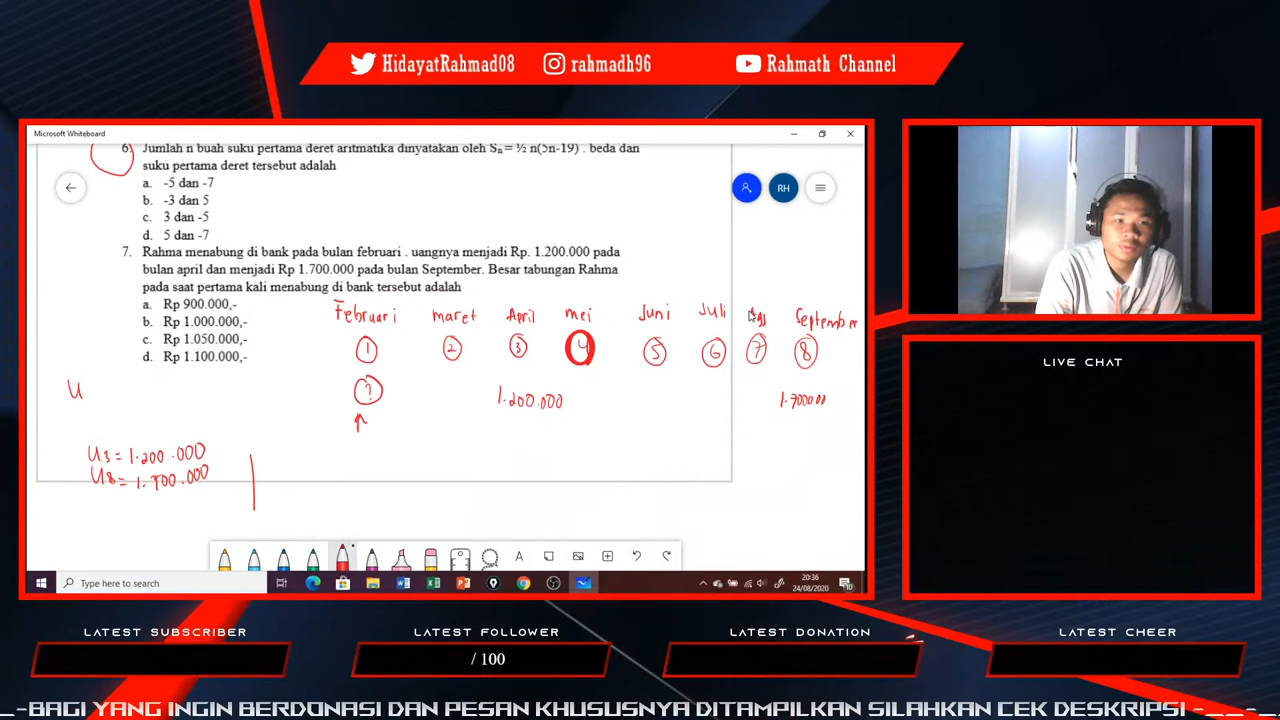 HidayatRahmad08 rahmadh96 Rahmath Channel
Microsoft Whiteboard
6. Jumlah n buah suku pertama deret aritmatika dinyatakan oleh Sₙ = ½ n(5n-19) . beda dan
suku pertama deret tersebut adalah
a. -5 dan -7
b. -3 dan 5
c. 3 dan -5
d. 5 dan -7
7. Rahma menabung di bank pada bulan februari . uangnya menjadi Rp. 1.200.000 pada
bulan april dan menjadi Rp 1.700.000 pada bulan September. Besar tabungan Rahma
pada saat pertama kali menabung di bank tersebut adalah
a. Rp 900.000,-
b. Rp 1.000.000,-
c. Rp 1.050.000,-
d. Rp 1.100.000,-
Februari maret April mei Juni Juli September
1 2 3 4 5 6 7 8
? 1.200.000
U
U3 = 1.200.000
U8 = 1.700.000
RH
A
Type here to search
20:36
24/08/2020
10
LIVE CHAT
LATEST SUBSCRIBER LATEST FOLLOWER LATEST DONATION LATEST CHEER
/ 100
_-BAGI YANG INGIN BERDONASI DAN PESAN KHUSUSNYA DITAMPILKAN SILAHKAN CEK DESKRIPSI -_